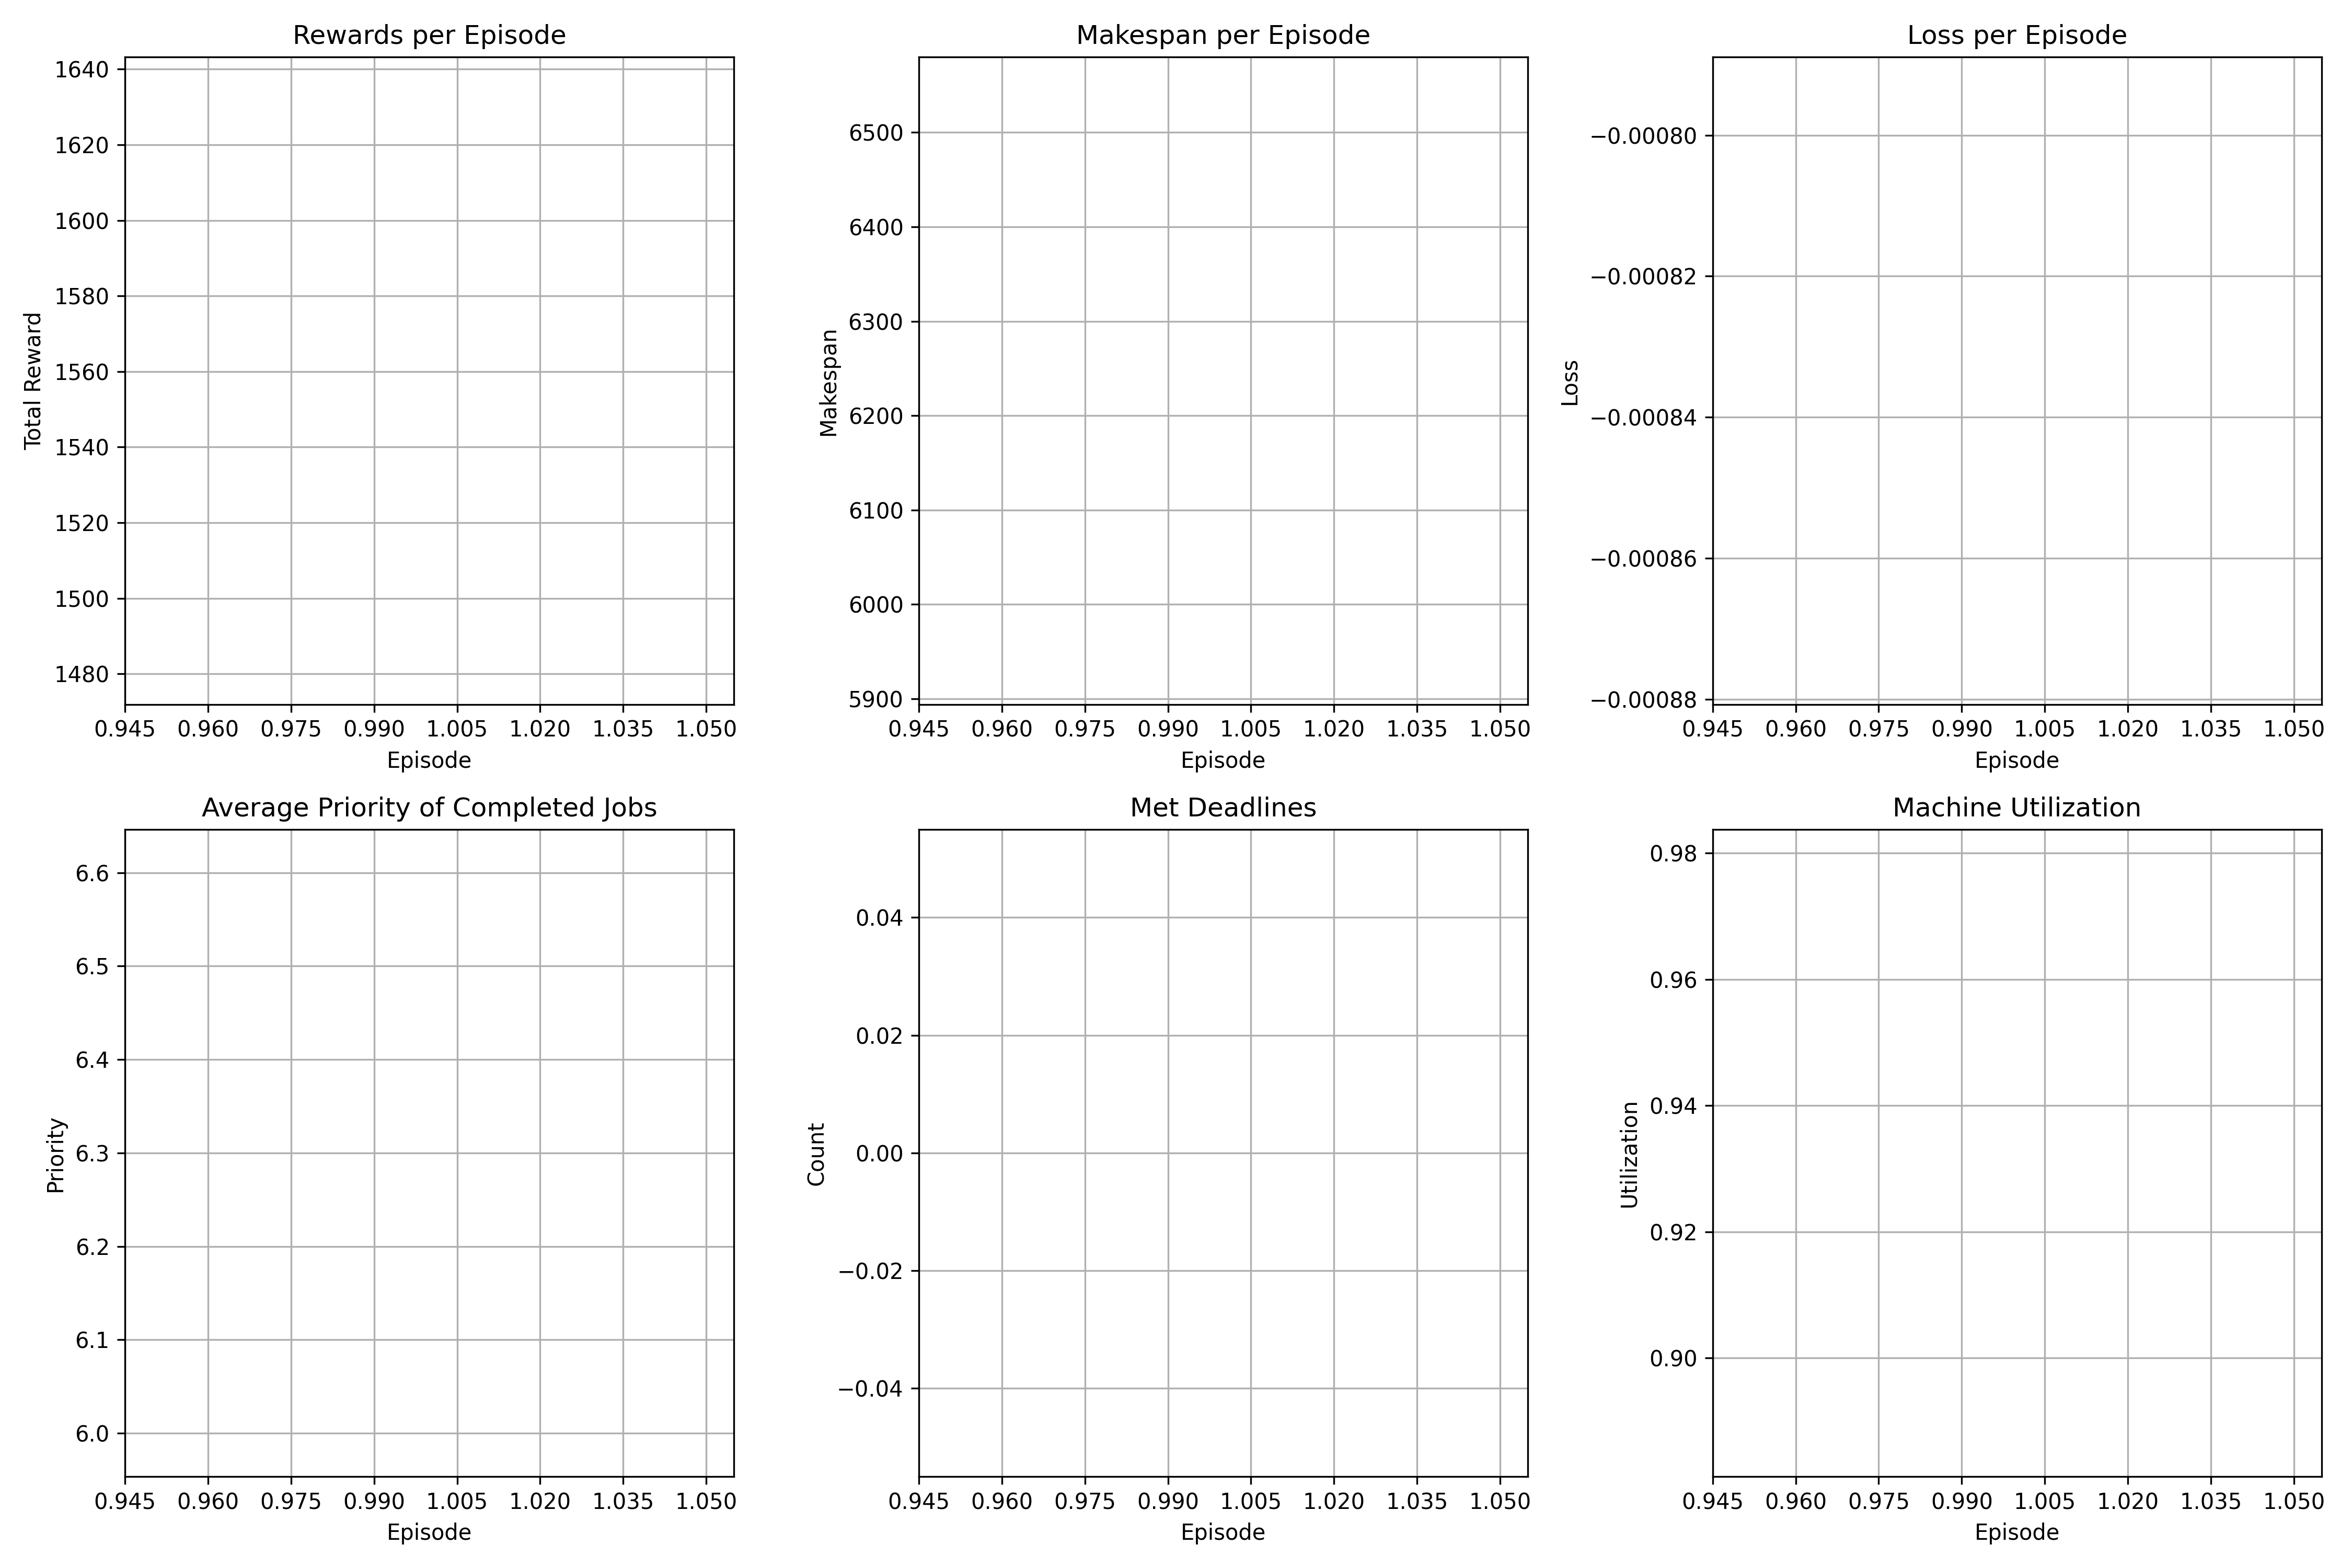 Rewards per Episode
1640
1620
1600
1580
1560
1540
1520
1500
1480
Total Reward
0.945 0.960 0.975 0.990 1.005 1.020 1.035 1.050
Episode
Makespan per Episode
6500
6400
6300
6200
6100
6000
5900
Makespan
0.945 0.960 0.975 0.990 1.005 1.020 1.035 1.050
Episode
Loss per Episode
−0.00080
−0.00082
−0.00084
−0.00086
−0.00088
Loss
0.945 0.960 0.975 0.990 1.005 1.020 1.035 1.050
Episode
Average Priority of Completed Jobs
6.6
6.5
6.4
6.3
6.2
6.1
6.0
Priority
0.945 0.960 0.975 0.990 1.005 1.020 1.035 1.050
Episode
Met Deadlines
0.04
0.02
0.00
−0.02
−0.04
Count
0.945 0.960 0.975 0.990 1.005 1.020 1.035 1.050
Episode
Machine Utilization
0.98
0.96
0.94
0.92
0.90
Utilization
0.945 0.960 0.975 0.990 1.005 1.020 1.035 1.050
Episode